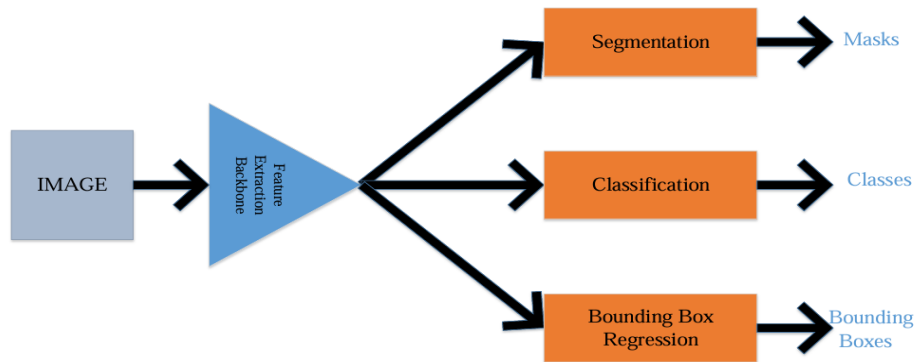 IMAGE
Feature
Extraction
Backbone
Segmentation
Masks
Classification
Classes
Bounding Box
Regression
Bounding
Boxes